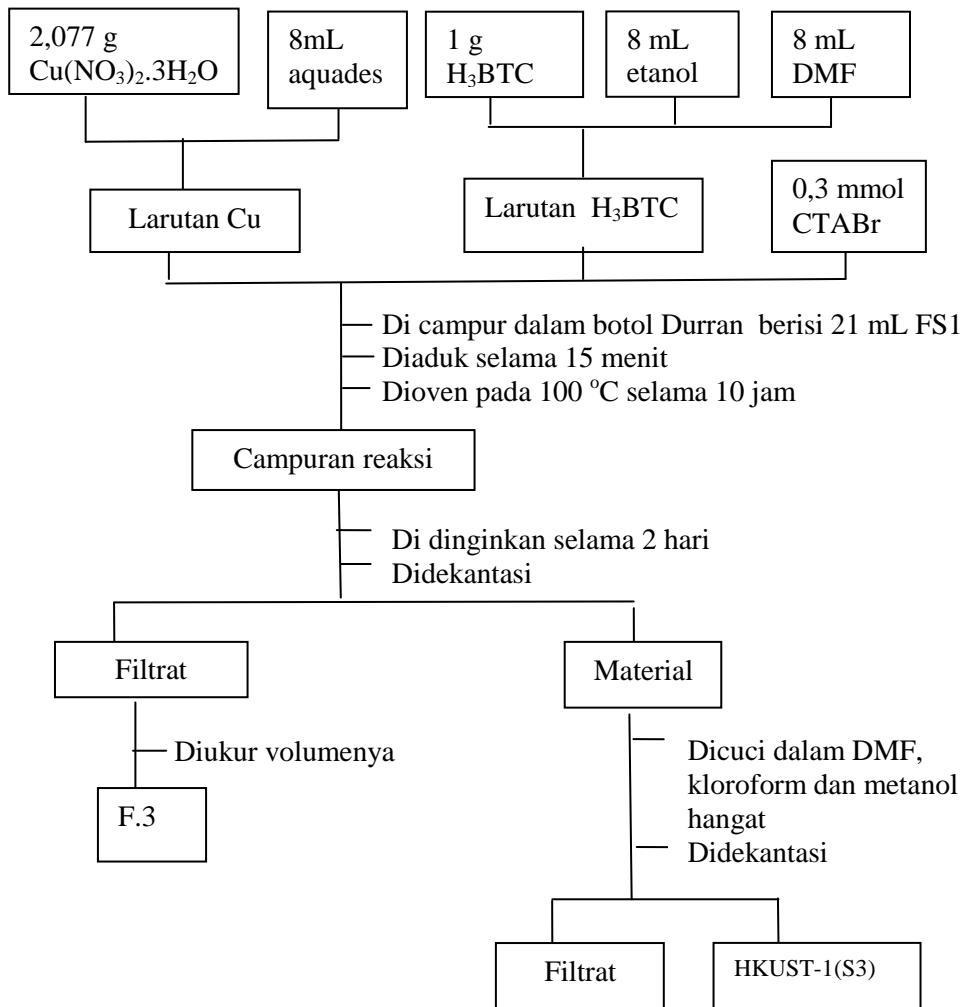 2,077 g
Cu(NO₃)₂.3H₂O
8mL
aquades
1 g
H₃BTC
8 mL
etanol
8 mL
DMF
Larutan Cu
Larutan H₃BTC
0,3 mmol
CTABr
Di campur dalam botol Durran berisi 21 mL FS1
Diaduk selama 15 menit
Dioven pada 100 °C selama 10 jam
Campuran reaksi
Di dinginkan selama 2 hari
Didekantasi
Filtrat
Material
Diukur volumenya
F.3
Dicuci dalam DMF,
kloroform dan metanol
hangat
Didekantasi
Filtrat
HKUST-1(S3)